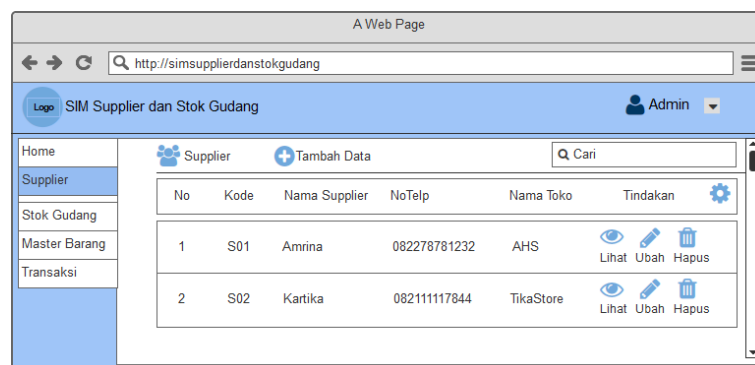 A Web Page
http://simsupplierdanstokgudang
Logo SIM Supplier dan Stok Gudang Admin
Home
Supplier
Stok Gudang
Master Barang
Transaksi
Supplier Tambah Data Cari
No Kode Nama Supplier NoTelp Nama Toko Tindakan
1 S01 Amrina 082278781232 AHS Lihat Ubah Hapus
2 S02 Kartika 082111117844 TikaStore Lihat Ubah Hapus